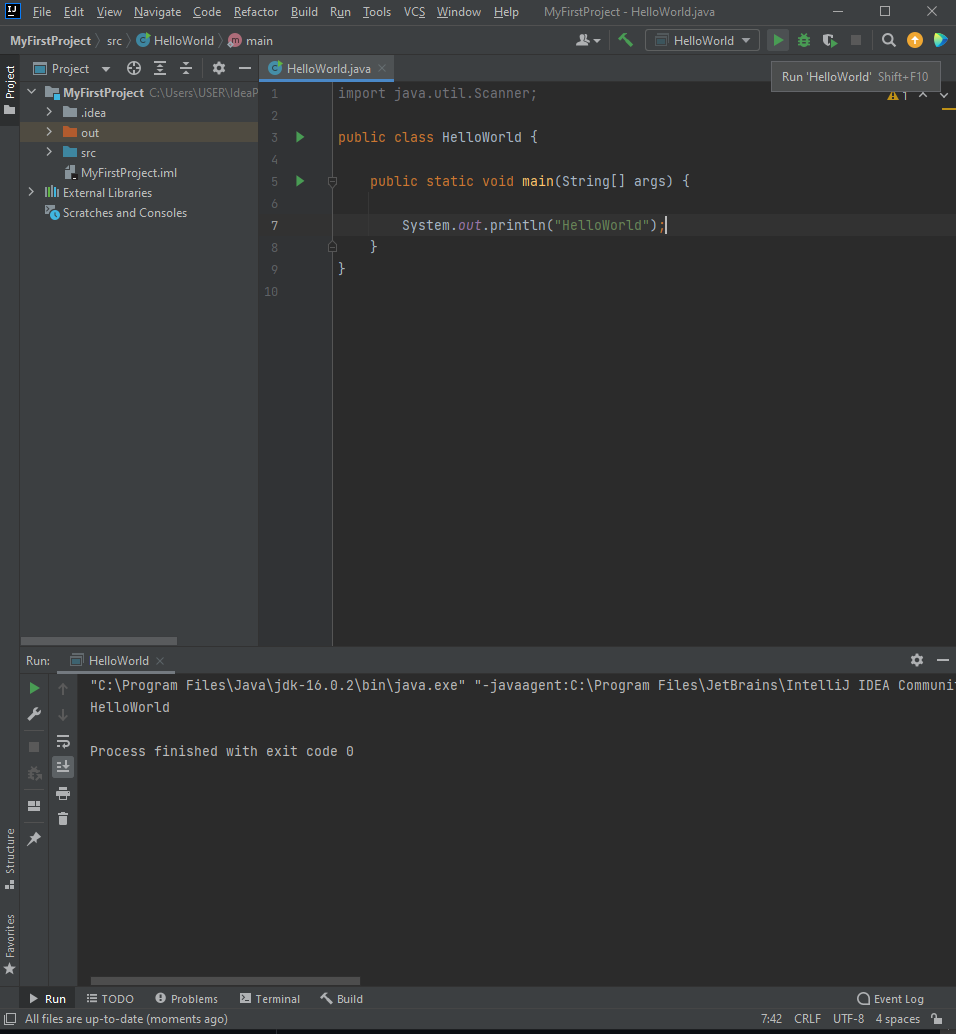 File Edit View Navigate Code Refactor Build Run Tools VCS Window Help MyFirstProject - HelloWorld.java
MyFirstProject src HelloWorld main HelloWorld
Project HelloWorld.java
Run 'HelloWorld' Shift+F10
Project
MyFirstProject C:\Users\USER\IdeaP
.idea
out
src
MyFirstProject.iml
External Libraries
Scratches and Consoles
1 import java.util.Scanner;
1
2
3 public class HelloWorld {
4
5 public static void main(String[] args) {
6
7 System.out.println("HelloWorld");
8 }
9 }
10
Run: HelloWorld
"C:\Program Files\Java\jdk-16.0.2\bin\java.exe" "-javaagent:C:\Program Files\JetBrains\IntelliJ IDEA Communi
HelloWorld
Process finished with exit code 0
Structure
Favorites
Run TODO Problems Terminal Build Event Log
All files are up-to-date (moments ago) 7:42 CRLF UTF-8 4 spaces